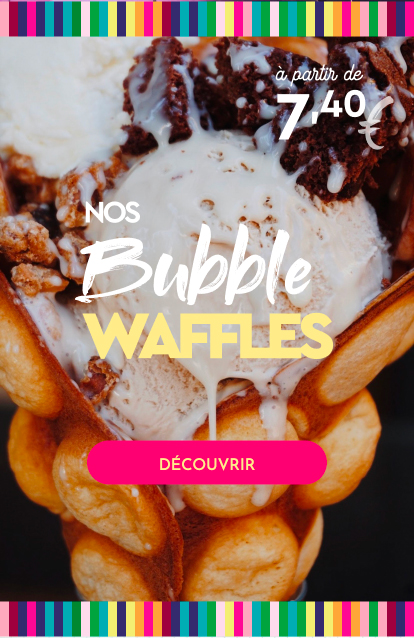 à partir de
7,40€
NOS
Bubble
WAFFLES
DÉCOUVRIR